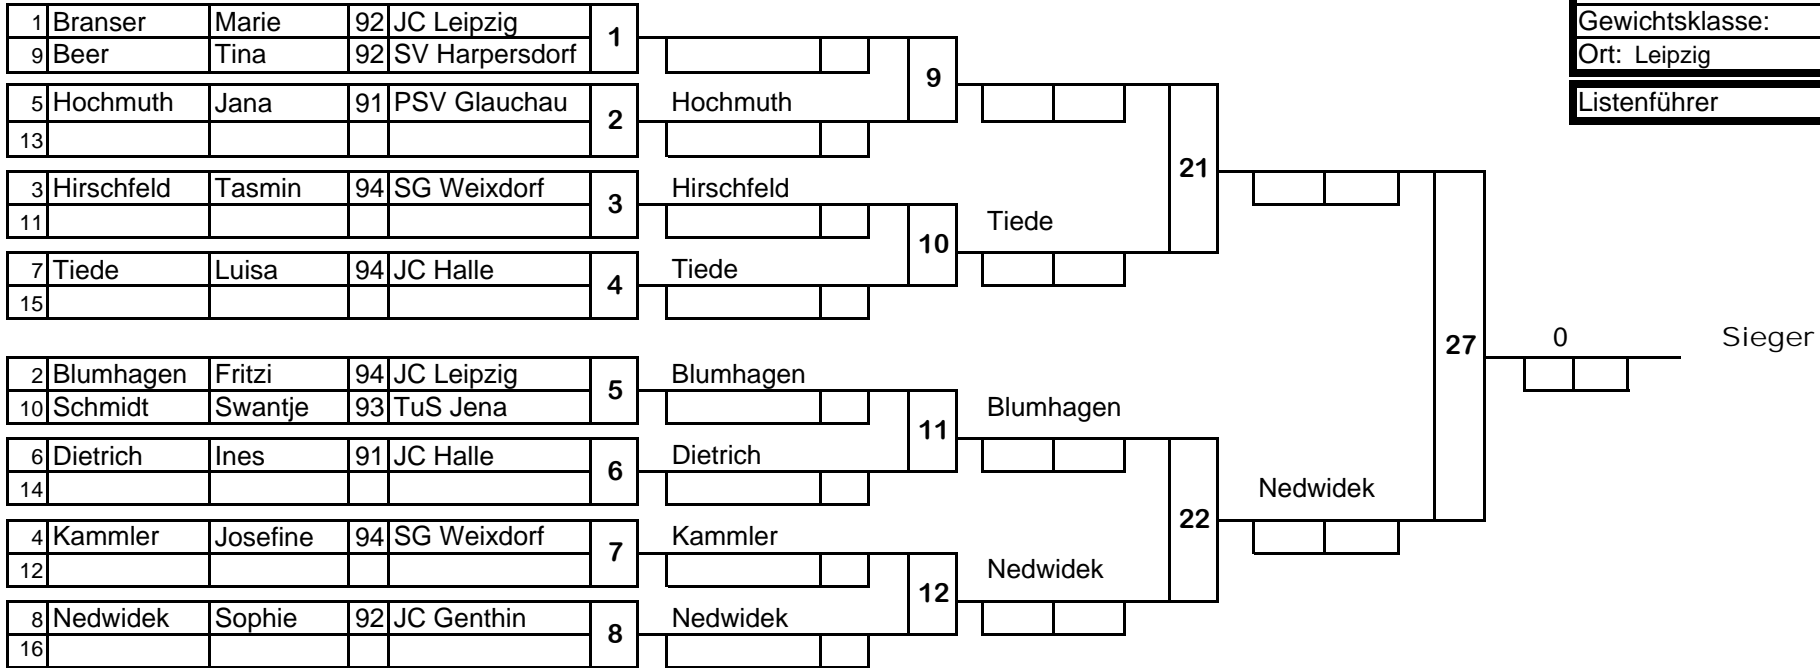 1 Branser Marie 92 JC Leipzig 1
9 Beer Tina 92 SV Harpersdorf
9
5 Hochmuth Jana 91 PSV Glauchau 2 Hochmuth
13
21
3 Hirschfeld Tasmin 94 SG Weixdorf 3 Hirschfeld
11
10 Tiede
7 Tiede Luisa 94 JC Halle 4 Tiede
15
27 0 Sieger
2 Blumhagen Fritzi 94 JC Leipzig 5 Blumhagen
10 Schmidt Swantje 93 TuS Jena
11 Blumhagen
6 Dietrich Ines 91 JC Halle 6 Dietrich
14
22 Nedwidek
4 Kammler Josefine 94 SG Weixdorf 7 Kammler
12
12 Nedwidek
8 Nedwidek Sophie 92 JC Genthin 8 Nedwidek
16
Gewichtsklasse:
Ort: Leipzig
Listenführer